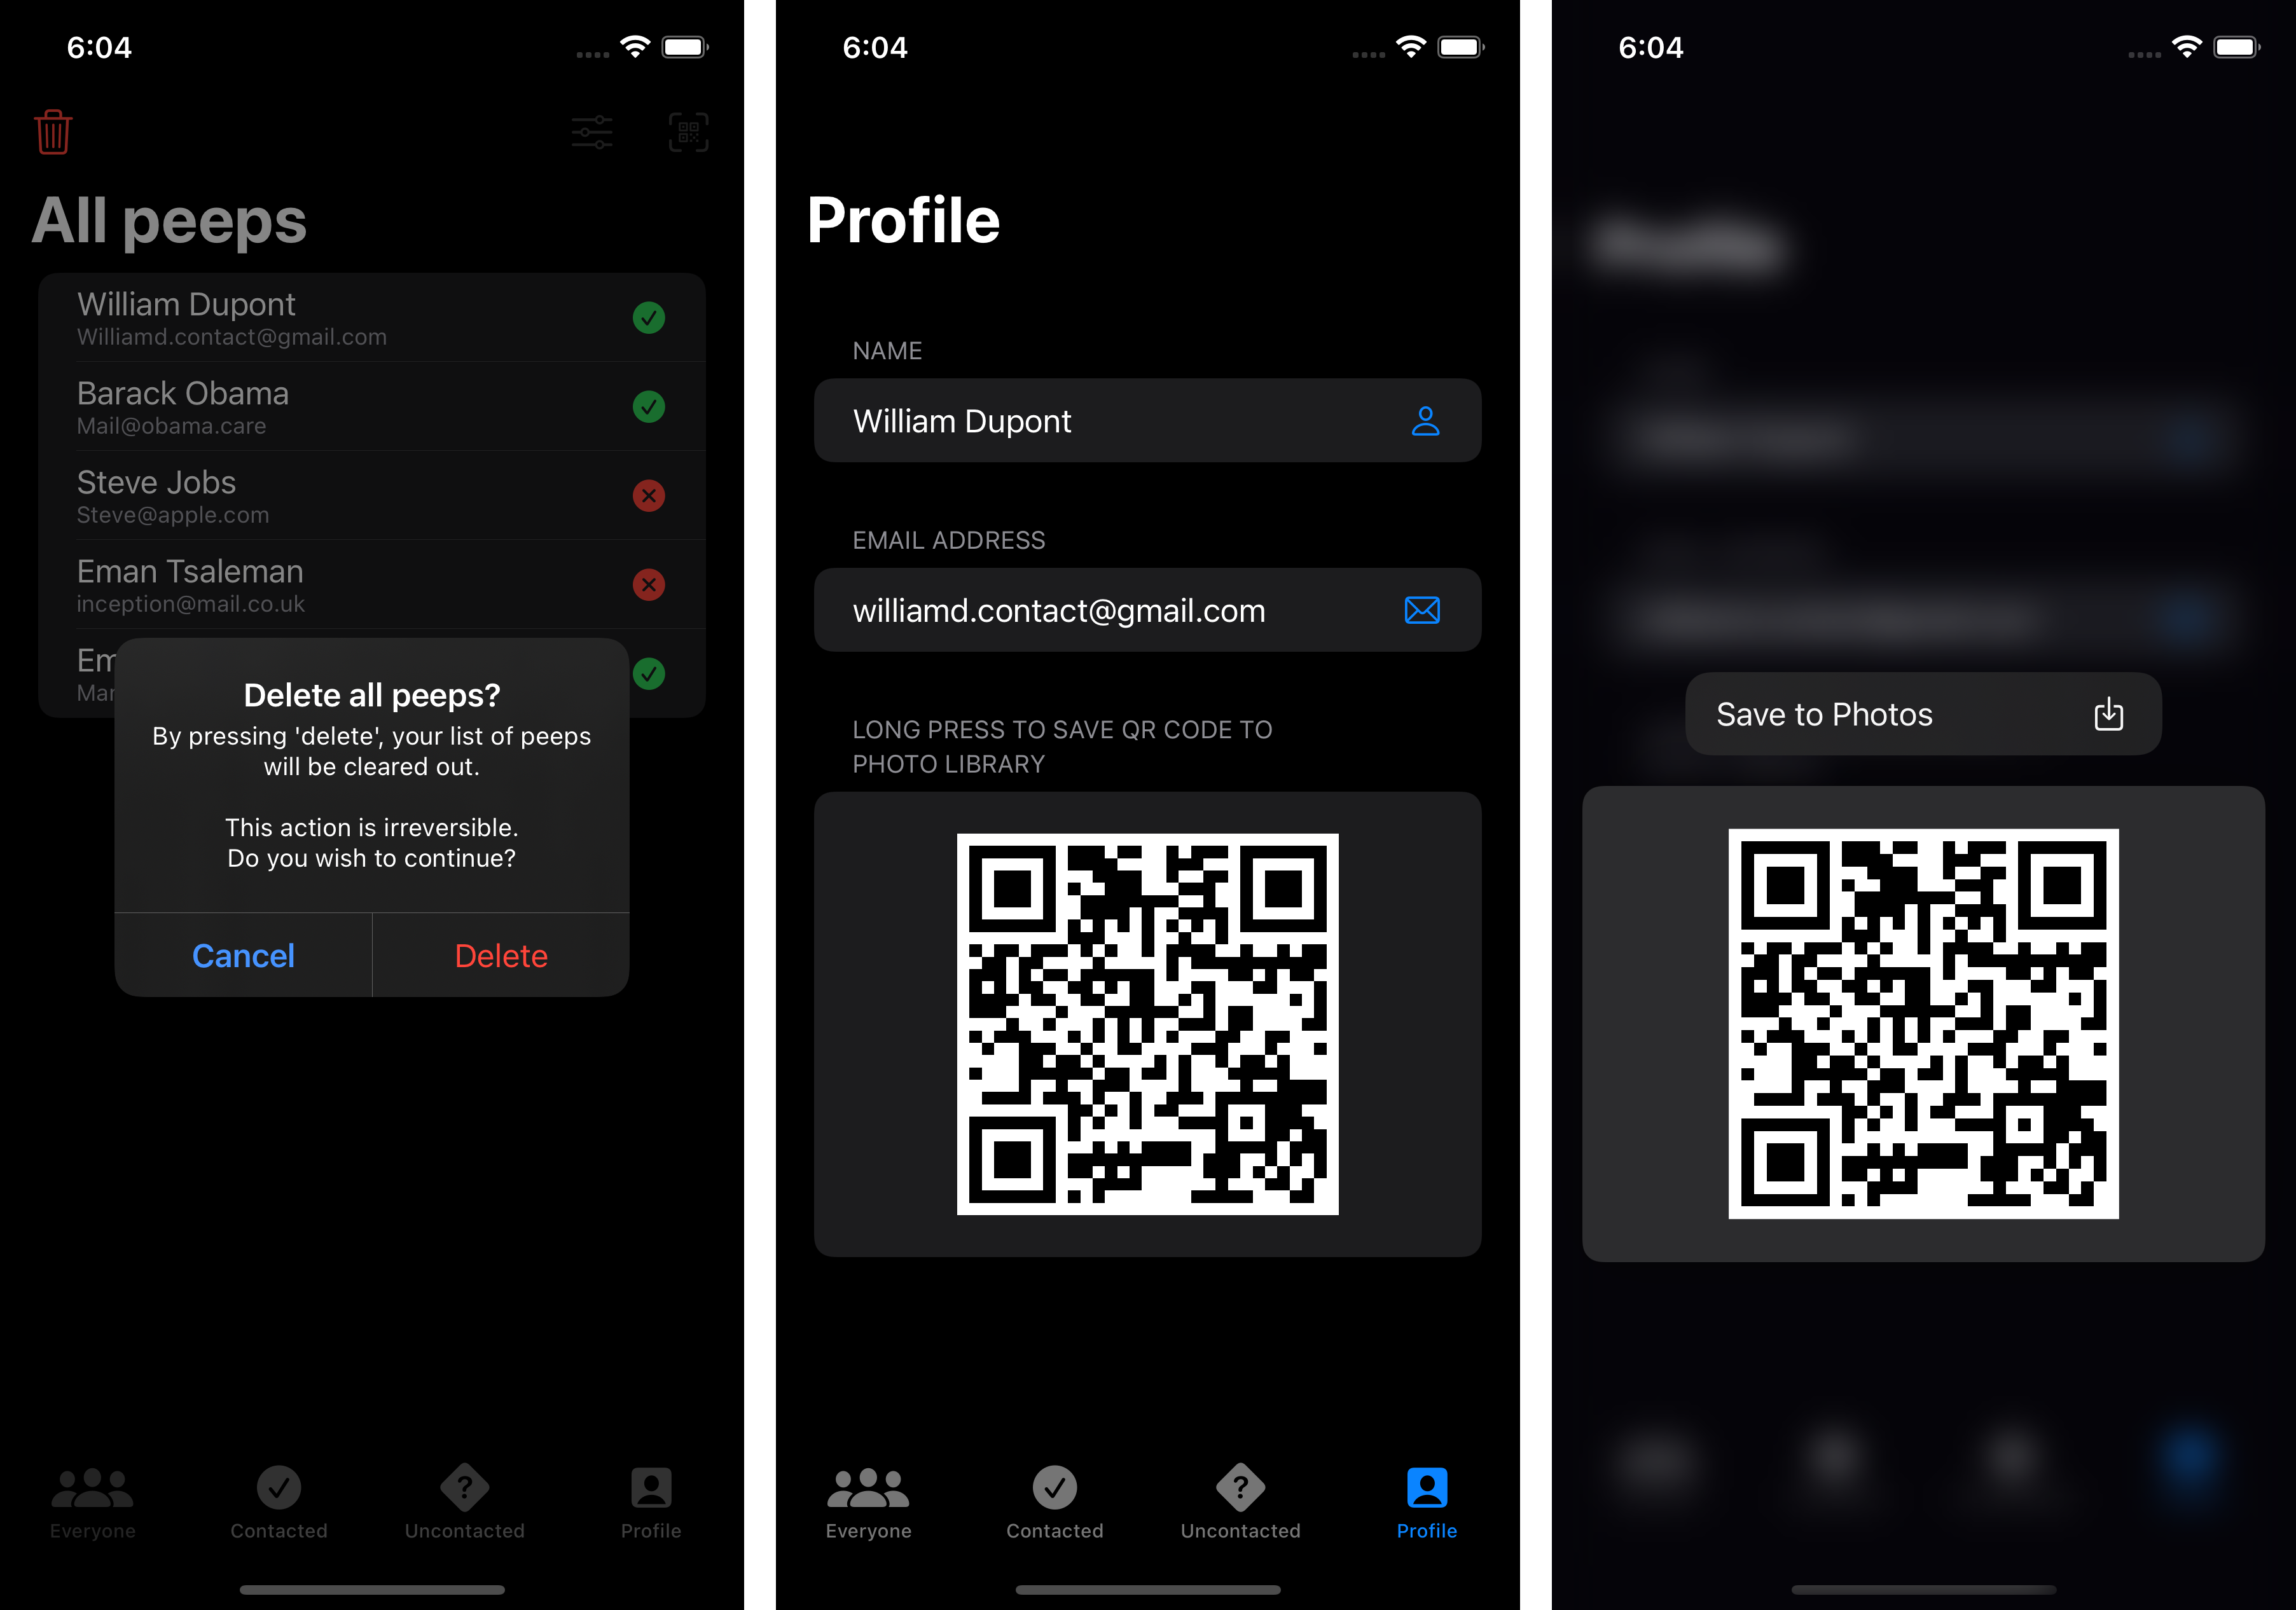 6:04
All peeps
William Dupont
Williamd.contact@gmail.com
Barack Obama
Mail@obama.care
Steve Jobs
Steve@apple.com
Eman Tsaleman
inception@mail.co.uk
Delete all peeps?
By pressing 'delete', your list of peeps
will be cleared out.
This action is irreversible.
Do you wish to continue?
Cancel
Delete
Everyone
Contacted
Uncontacted
Profile
6:04
Profile
NAME
William Dupont
EMAIL ADDRESS
williamd.contact@gmail.com
LONG PRESS TO SAVE QR CODE TO
PHOTO LIBRARY
Everyone
Contacted
Uncontacted
Profile
6:04
Save to Photos